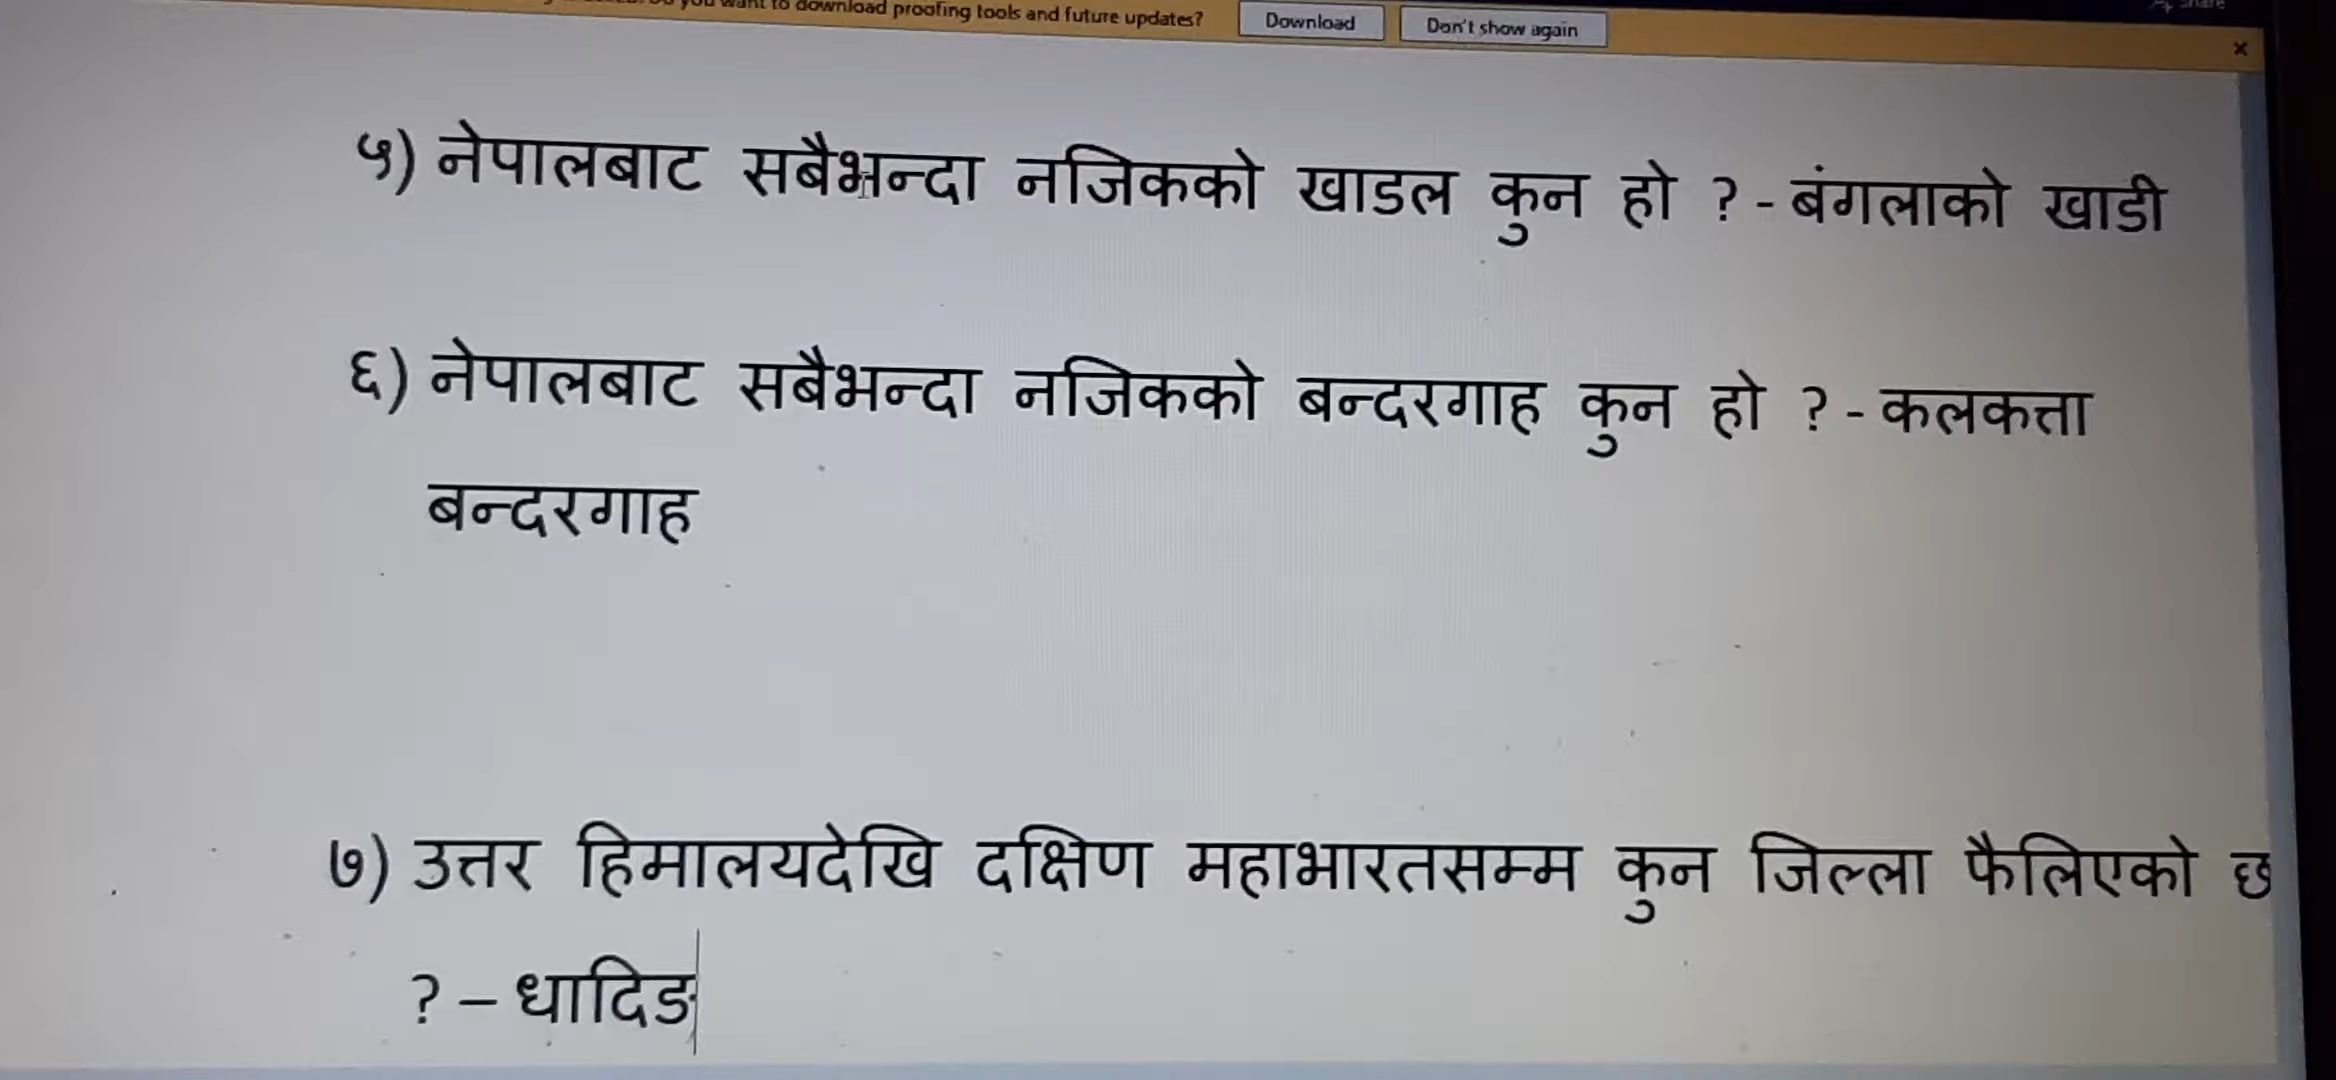 want to download proofing tools and future updates? Download Don't show again
५) नेपालबाट सबैभन्दा नजिकको खाडल कुन हो ? - बंगलाको खाडी
६) नेपालबाट सबैभन्दा नजिकको बन्दरगाह कुन हो ? - कलकत्ता
बन्दरगाह
७) उत्तर हिमालयदेखि दक्षिण महाभारतसम्म कुन जिल्ला फैलिएको छ
? – धादिङ